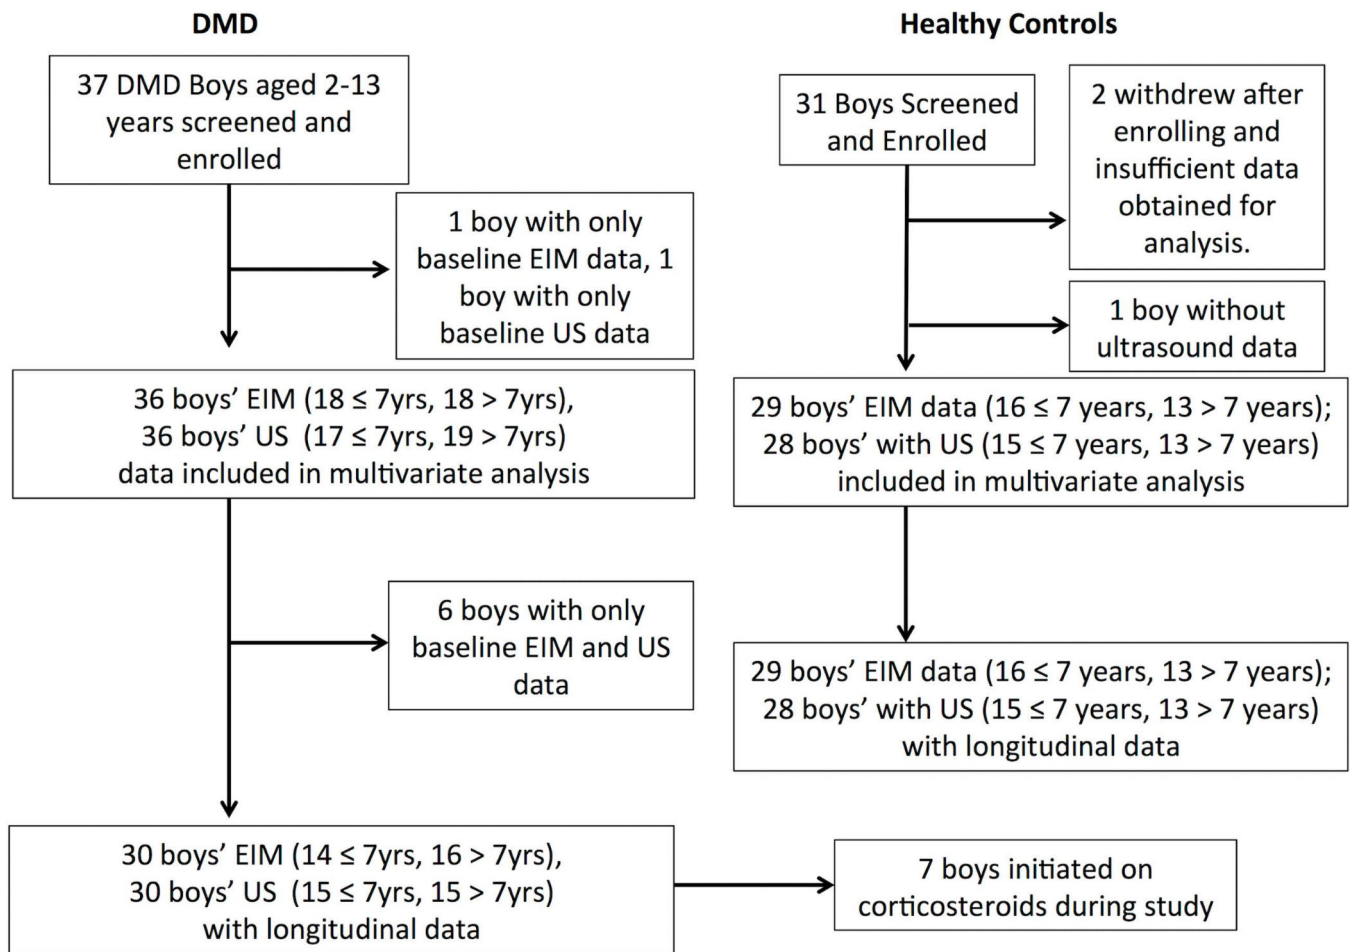 DMD
37 DMD Boys aged 2-13
years screened and
enrolled
1 boy with only
baseline EIM data, 1
boy with only
baseline US data
36 boys’ EIM (18 ≤ 7yrs, 18 > 7yrs),
36 boys’ US (17 ≤ 7yrs, 19 > 7yrs)
data included in multivariate analysis
6 boys with only
baseline EIM and US
data
30 boys’ EIM (14 ≤ 7yrs, 16 > 7yrs),
30 boys’ US (15 ≤ 7yrs, 15 > 7yrs)
with longitudinal data
7 boys initiated on
corticosteroids during study
Healthy Controls
31 Boys Screened
and Enrolled
2 withdrew after
enrolling and
insufficient data
obtained for
analysis.
1 boy without
ultrasound data
29 boys’ EIM data (16 ≤ 7 years, 13 > 7 years);
28 boys’ with US (15 ≤ 7 years, 13 > 7 years)
included in multivariate analysis
29 boys’ EIM data (16 ≤ 7 years, 13 > 7 years);
28 boys’ with US (15 ≤ 7 years, 13 > 7 years)
with longitudinal data